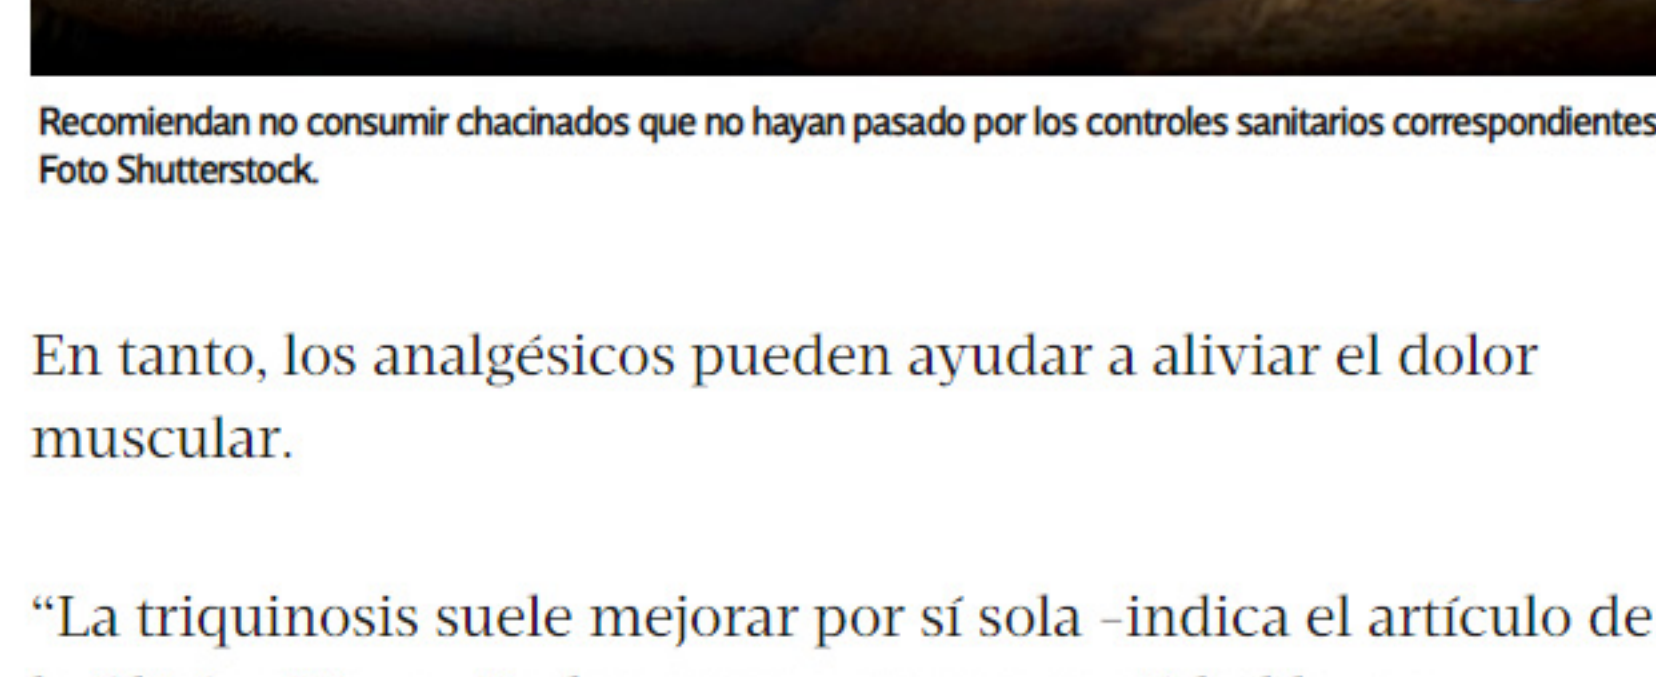 Recomiendan no consumir chacinados que no hayan pasado por los controles sanitarios correspondientes
Foto Shutterstock.
En tanto, los analgésicos pueden ayudar a aliviar el dolor
muscular.
“La triquinosis suele mejorar por sí sola –indica el artículo de